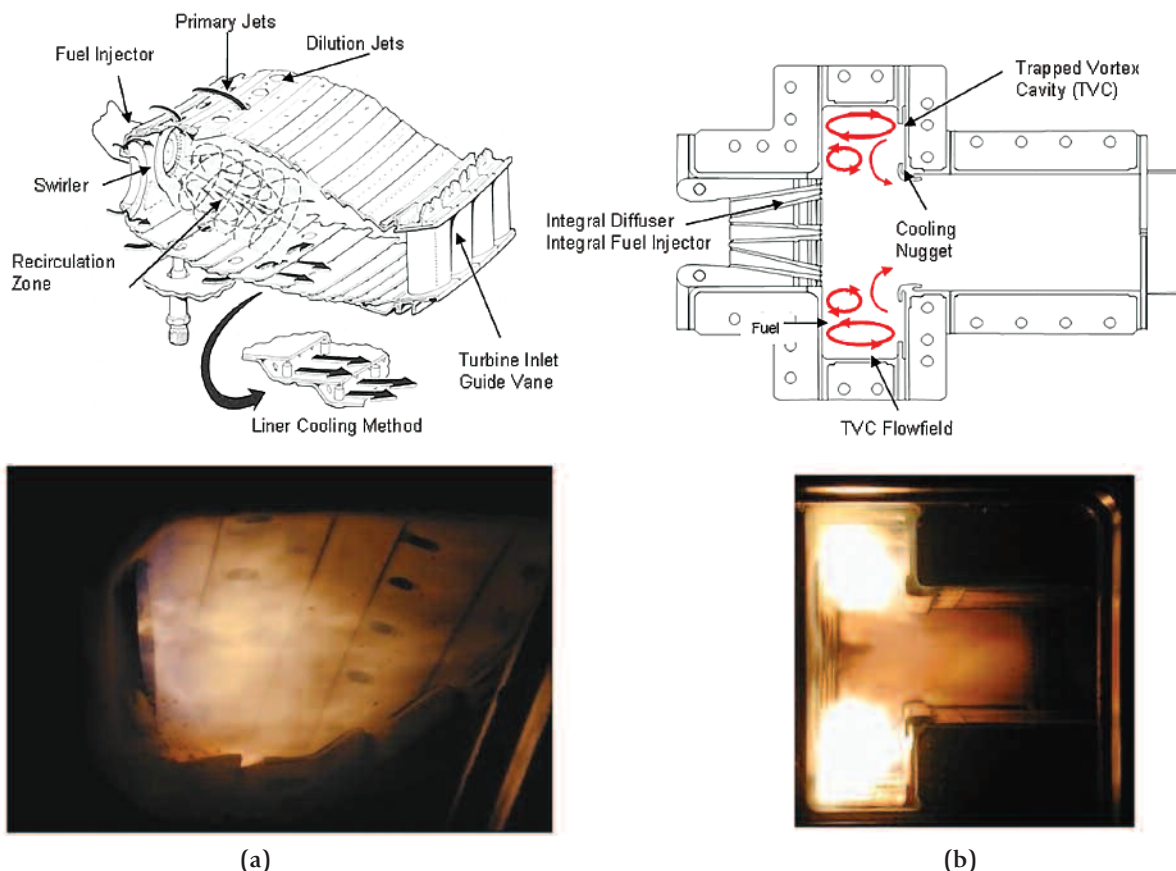 Primary Jets
Dilution Jets
Fuel Injector
Swirler
Recirculation
Zone
Turbine Inlet
Guide Vane
Liner Cooling Method
Trapped Vortex
Cavity (TVC)
Integral Diffuser
Integral Fuel Injector
Cooling
Nugget
Fuel
TVC Flowfield
(a)
(b)